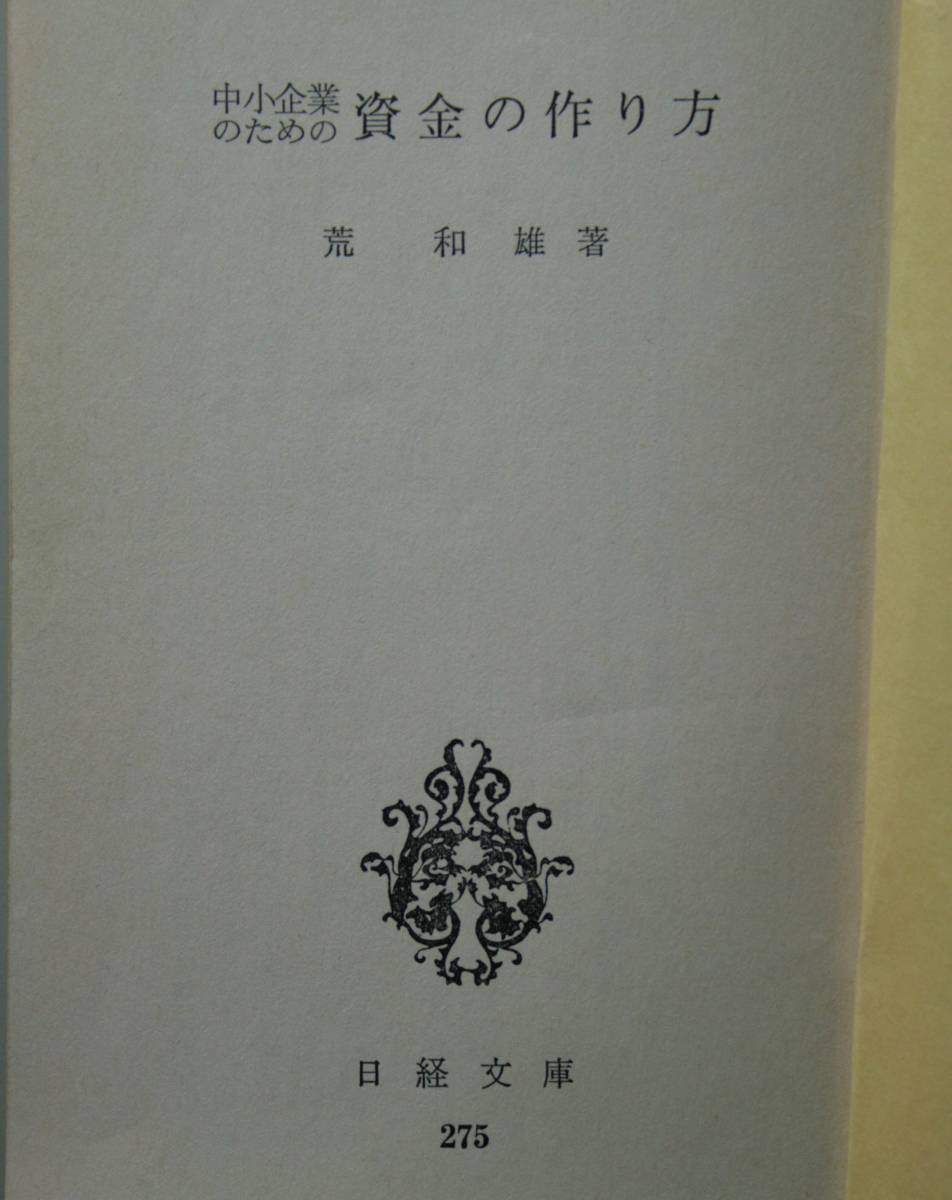 中小企業
のための
資金の作り方
荒 和雄著
日経文庫
275